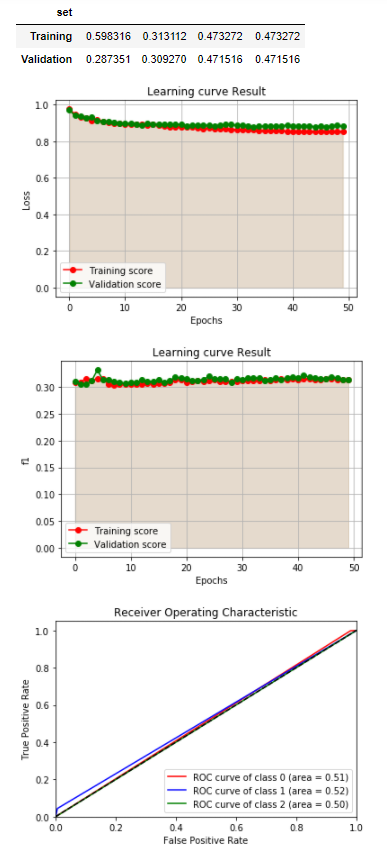 set
Training 0.598316 0.313112 0.473272 0.473272
Validation 0.287351 0.309270 0.471516 0.471516
Learning curve Result
1.0
0.8
0.6
0.4
0.2
0.0
Loss
Training score
Validation score
0 10 20 30 40 50
Epochs
Learning curve Result
0.30
0.25
0.20
0.15
0.10
0.05
0.00
f1
Training score
Validation score
0 10 20 30 40 50
Epochs
Receiver Operating Characteristic
1.0
0.8
0.6
0.4
0.2
0.0
True Positive Rate
ROC curve of class 0 (area = 0.51)
ROC curve of class 1 (area = 0.52)
ROC curve of class 2 (area = 0.50)
0.0 0.2 0.4 0.6 0.8 1.0
False Positive Rate